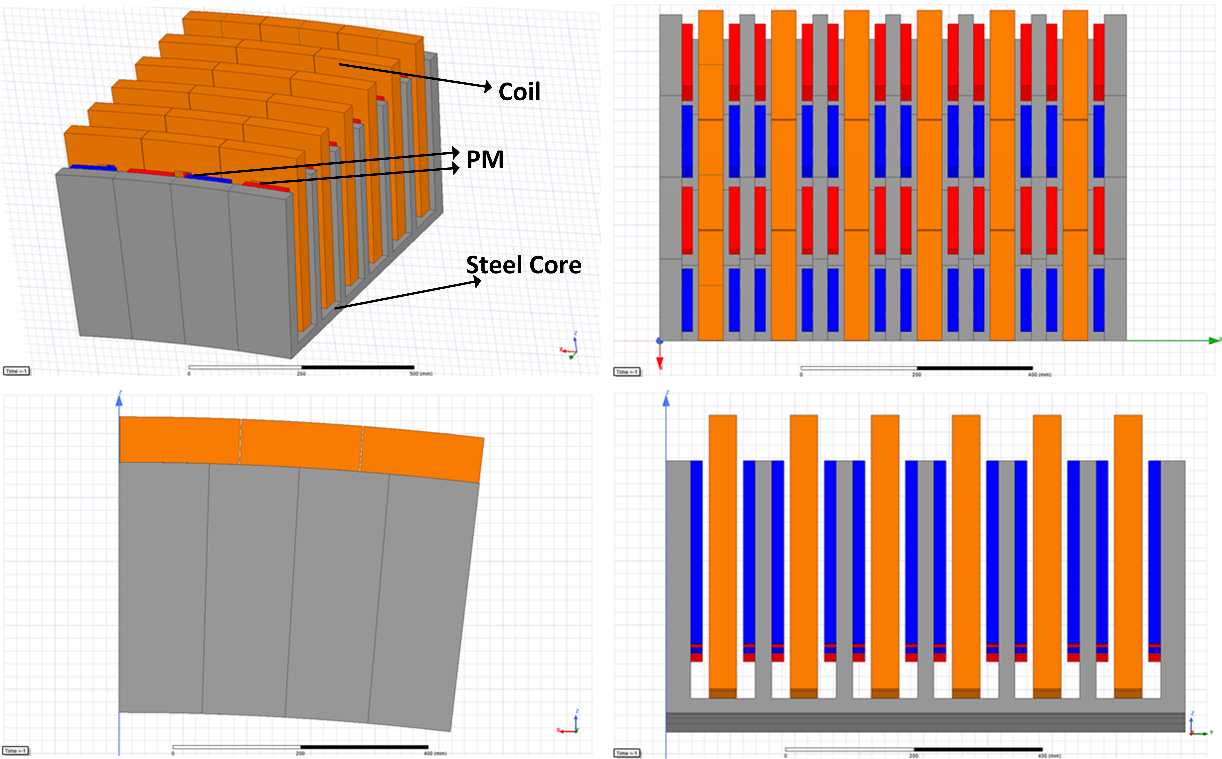 Coil
PM
Steel Core
Z
X
Time =-1
0
250
500 (mm)
Y
X
Time =-1
0
200
400 (mm)
Z
Z
X
Time =-1
0
200
400 (mm)
Z
Z
Y
Time =-1
0
200
400 (mm)